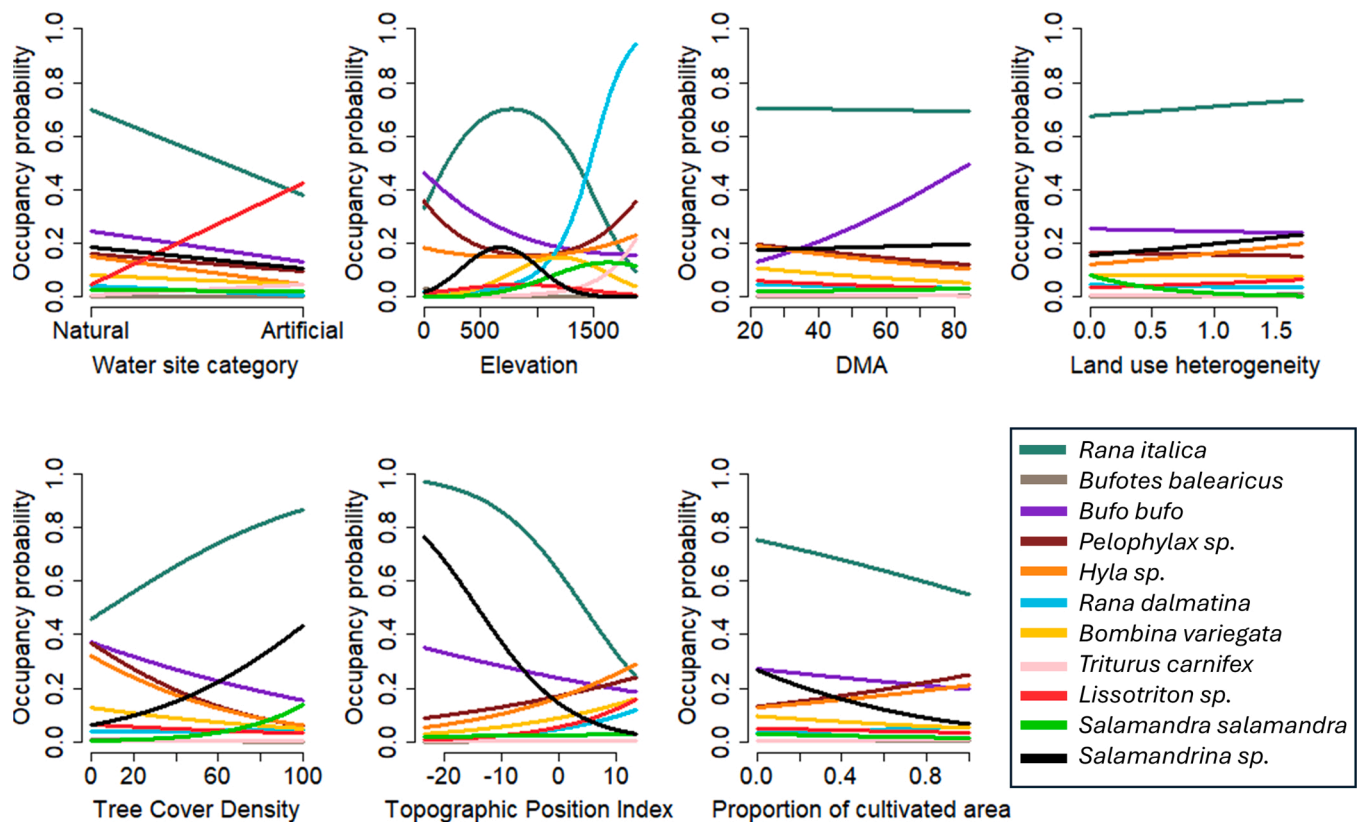 Occupancy probability
0.0 0.2 0.4 0.6 0.8 1.0
Natural Artificial
Water site category
Occupancy probability
0.0 0.2 0.4 0.6 0.8 1.0
0 500 1500
Elevation
Occupancy probability
0.0 0.2 0.4 0.6 0.8 1.0
20 40 60 80
DMA
Occupancy probability
0.0 0.2 0.4 0.6 0.8 1.0
0.0 0.5 1.0 1.5
Land use heterogeneity
Occupancy probability
0.0 0.2 0.4 0.6 0.8 1.0
0 20 60 100
Tree Cover Density
Occupancy probability
0.0 0.2 0.4 0.6 0.8 1.0
-20 -10 0 10
Topographic Position Index
Occupancy probability
0.0 0.2 0.4 0.6 0.8 1.0
0.0 0.4 0.8
Proportion of cultivated area
Rana italica
Bufotes balearicus
Bufo bufo
Pelophylax sp.
Hyla sp.
Rana dalmatina
Bombina variegata
Triturus carnifex
Lissotriton sp.
Salamandra salamandra
Salamandrina sp.